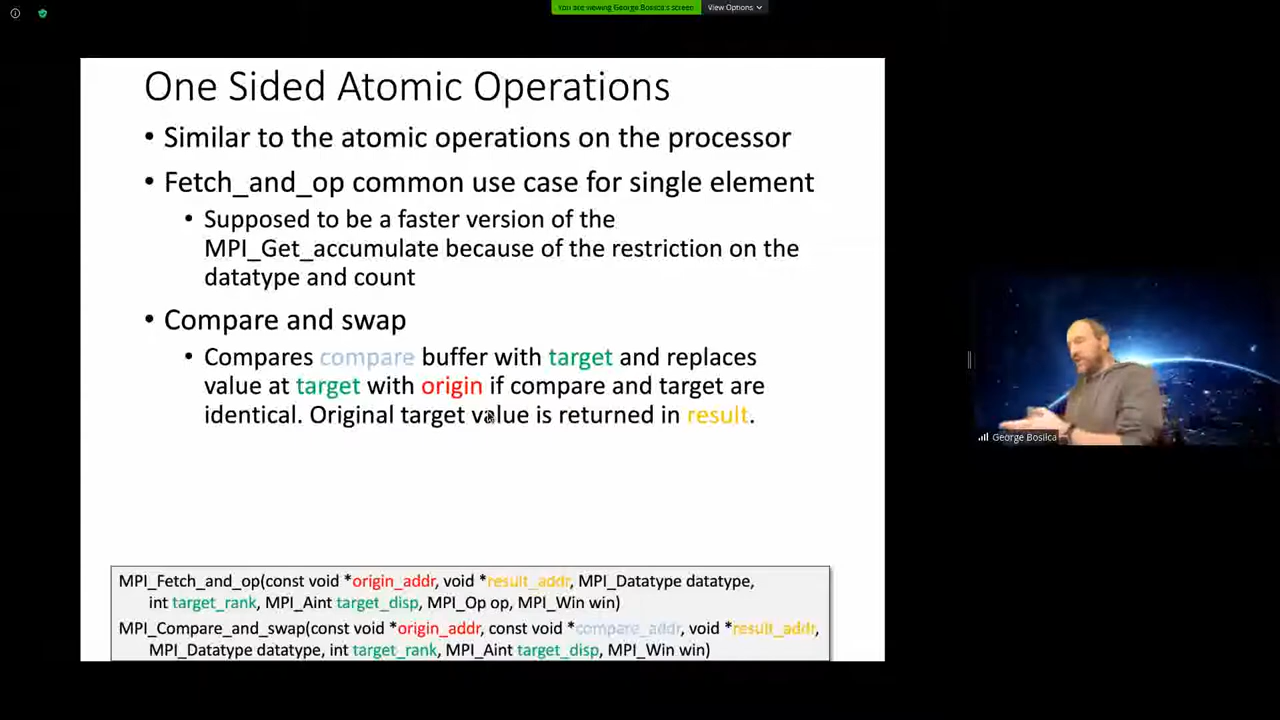 You are viewing George Bosilca's screen View Options
One Sided Atomic Operations
• Similar to the atomic operations on the processor
• Fetch_and_op common use case for single element
• Supposed to be a faster version of the
MPI_Get_accumulate because of the restriction on the
datatype and count
• Compare and swap
• Compares compare buffer with target and replaces
value at target with origin if compare and target are
identical. Original target value is returned in result.
George Bosilca
MPI_Fetch_and_op(const void *origin_addr, void *result_addr, MPI_Datatype datatype,
int target_rank, MPI_Aint target_disp, MPI_Op op, MPI_Win win)
MPI_Compare_and_swap(const void *origin_addr, const void *compare_addr, void *result_addr,
MPI_Datatype datatype, int target_rank, MPI_Aint target_disp, MPI_Win win)